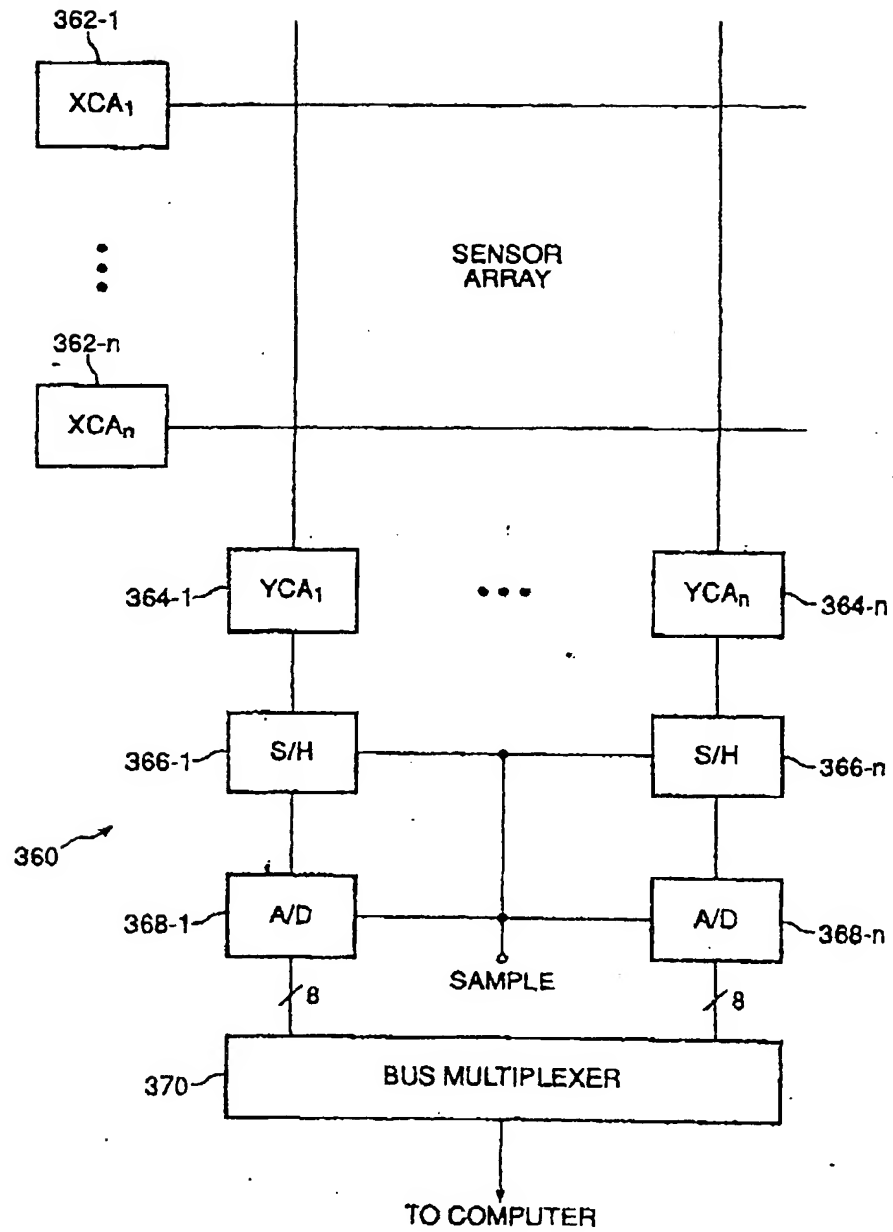 362-1
XCA₁
SENSOR
ARRAY
362-n
XCAₙ
364-1
YCA₁
YCAₙ
364-n
366-1
S/H
S/H
366-n
360
368-1
A/D
A/D
368-n
SAMPLE
8
8
370
BUS MULTIPLEXER
TO COMPUTER